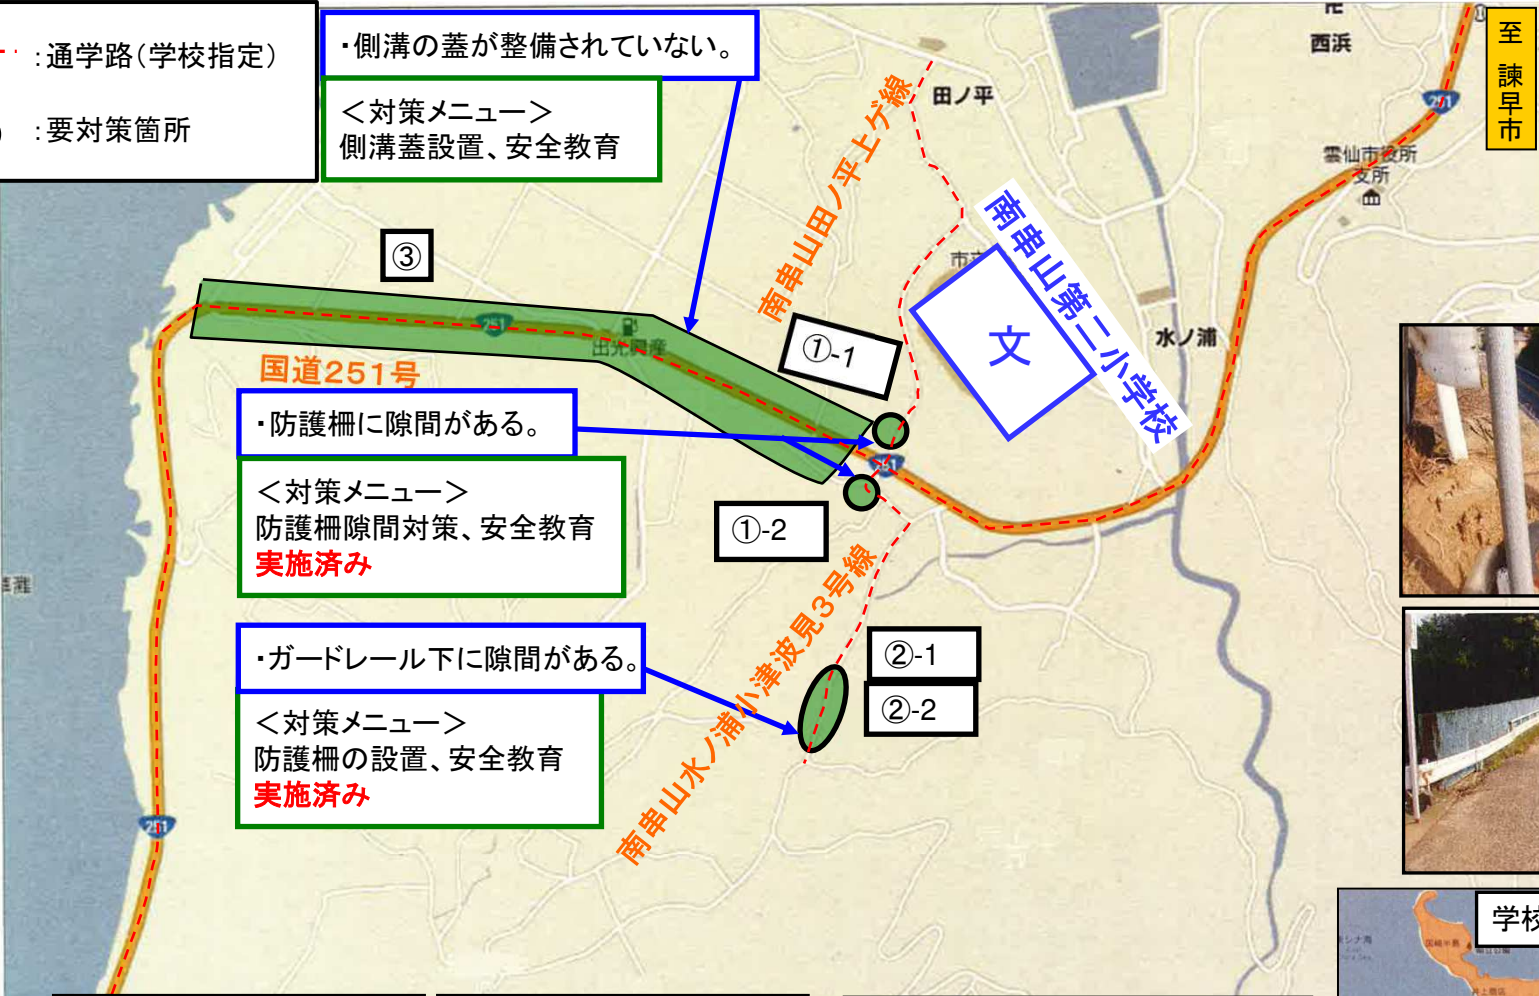 :通学路(学校指定)
:要対策箇所
・側溝の蓋が整備されていない。
＜対策メニュー＞
側溝蓋設置、安全教育
③
国道251号
・防護柵に隙間がある。
＜対策メニュー＞
防護柵隙間対策、安全教育
実施済み
・ガードレール下に隙間がある。
＜対策メニュー＞
防護柵の設置、安全教育
実施済み
①-1
①-2
②-1
②-2
南串山田ノ平上ゲ線
南串山水ノ浦小津波見3号線
南串山第二小学校
文
田ノ平
西浜
水ノ浦
雲仙市役所
支所
出光興産
251
251
251
251
至 諫早市
学校